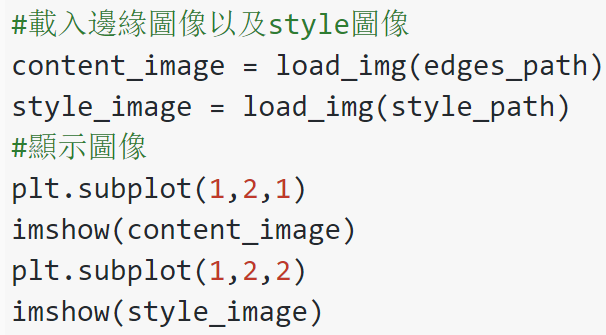 #載入邊緣圖像以及style圖像
content_image = load_img(edges_path)
style_image = load_img(style_path)
#顯示圖像
plt.subplot(1,2,1)
imshow(content_image)
plt.subplot(1,2,2)
imshow(style_image)